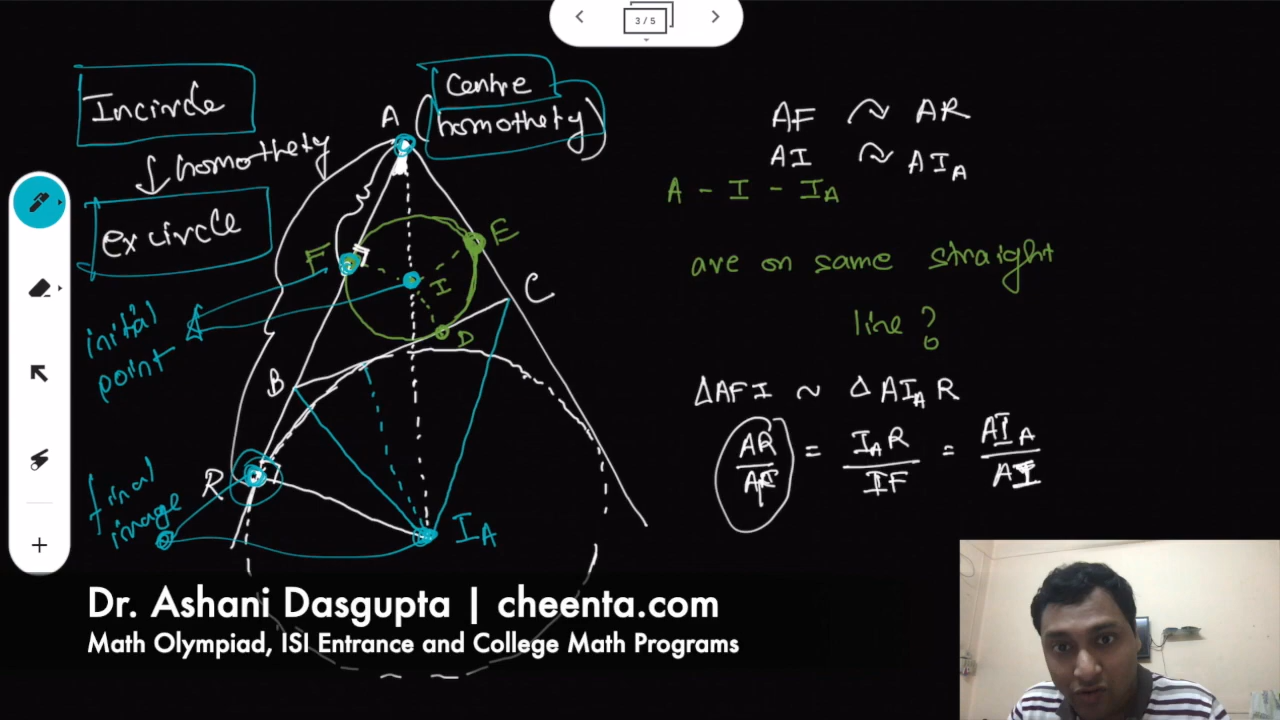 3 / 5
Incircle
↓ homothety
excircle
A (Centre
homothety)
F
E
I
C
D
B
R
I_A
inital
point
final
image
AF ~ AR
AI ~ AI_A
A - I - I_A
are on same straight
line ?
ΔAFI ~ ΔAI_A R
AR/AF = I_A R/IF = AI_A/AI
Dr. Ashani Dasgupta | cheenta.com
Math Olympiad, ISI Entrance and College Math Programs